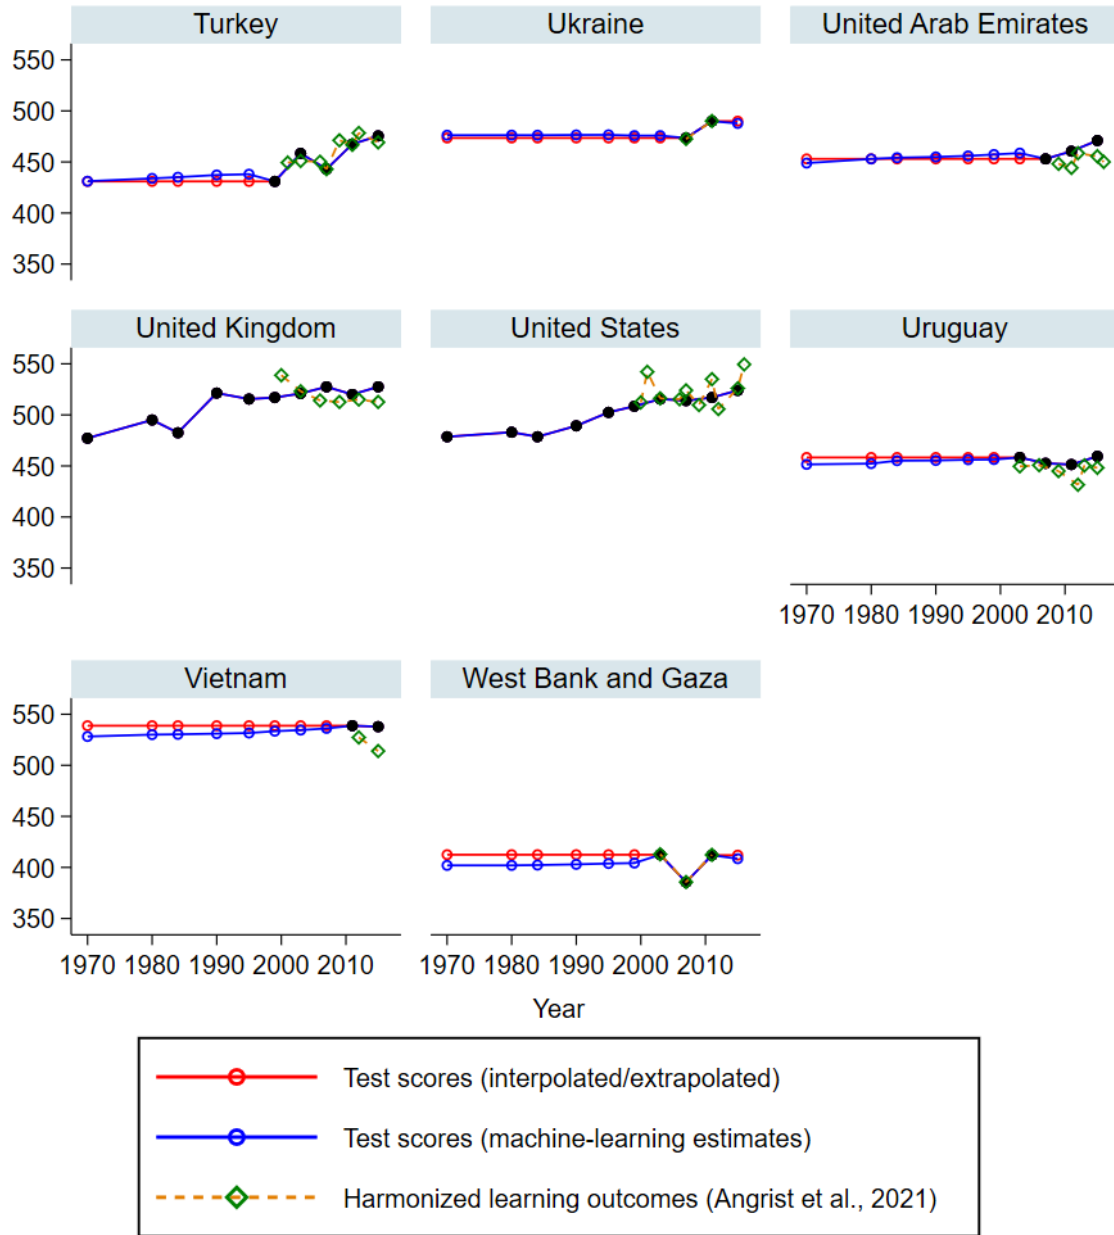 Turkey
Ukraine
United Arab Emirates
550
500
450
400
350
United Kingdom
United States
Uruguay
550
500
450
400
350
1970 1980 1990 2000 2010
Vietnam
West Bank and Gaza
550
500
450
400
350
1970 1980 1990 2000 2010
1970 1980 1990 2000 2010
Year
Test scores (interpolated/extrapolated)
Test scores (machine-learning estimates)
Harmonized learning outcomes (Angrist et al., 2021)